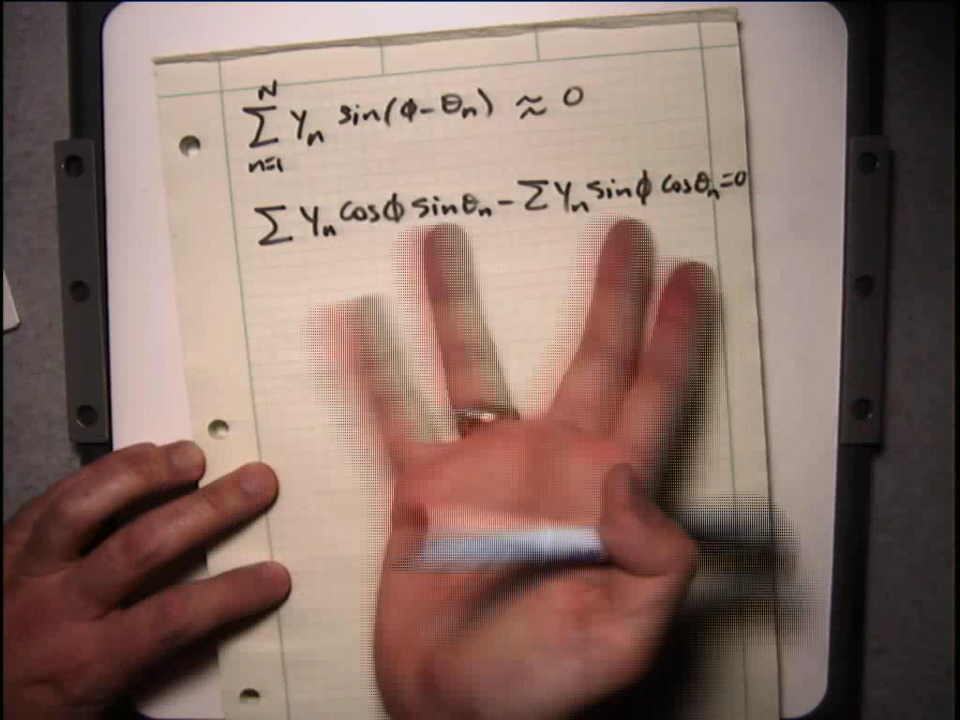 N
∑ Yₙ sin(ϕ-θₙ) ≈ 0
n=1
∑ Yₙ cosϕ sinθₙ - ∑ Yₙ sinϕ cosθₙ=0